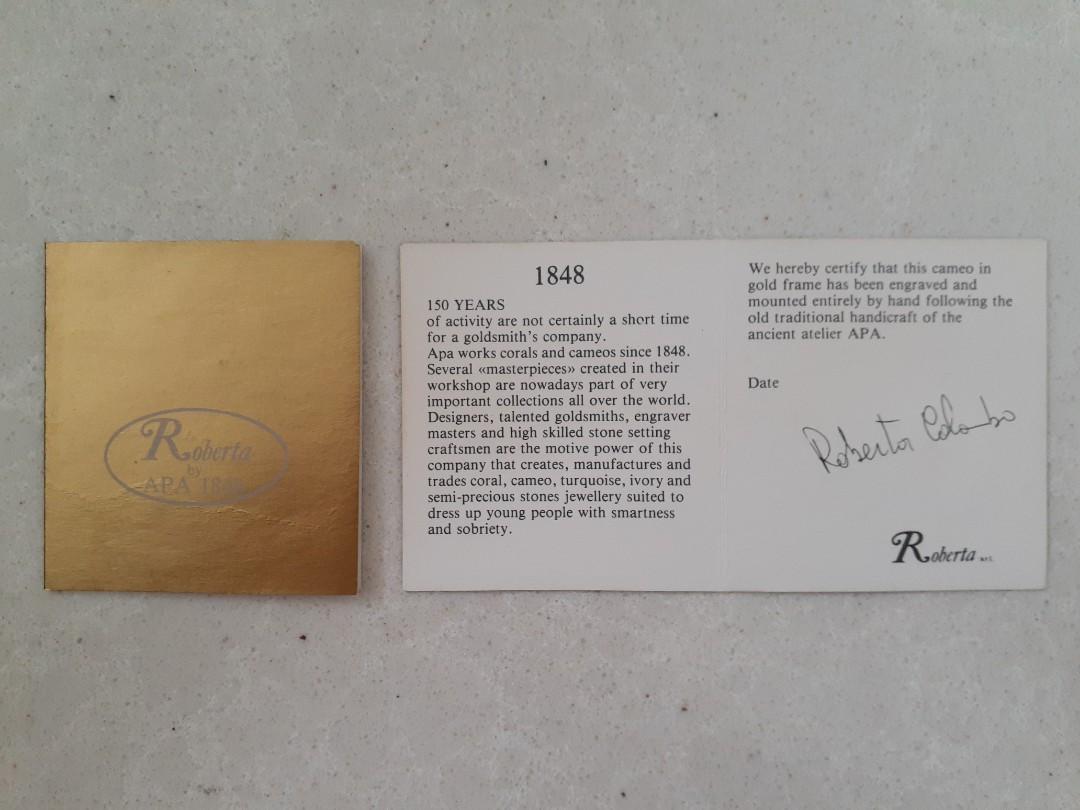 Roberta
by
APA 1848
1848
150 YEARS
of activity are not certainly a short time
for a goldsmith's company.
Apa works corals and cameos since 1848.
Several «masterpieces» created in their
workshop are nowadays part of very
important collections all over the world.
Designers, talented goldsmiths, engraver
masters and high skilled stone setting
craftsmen are the motive power of this
company that creates, manufactures and
trades coral, cameo, turquoise, ivory and
semi-precious stones jewellery suited to
dress up young people with smartness
and sobriety.
We hereby certify that this cameo in
gold frame has been engraved and
mounted entirely by hand following the
old traditional handicraft of the
ancient atelier APA.
Date
Roberta Colombo
Roberta